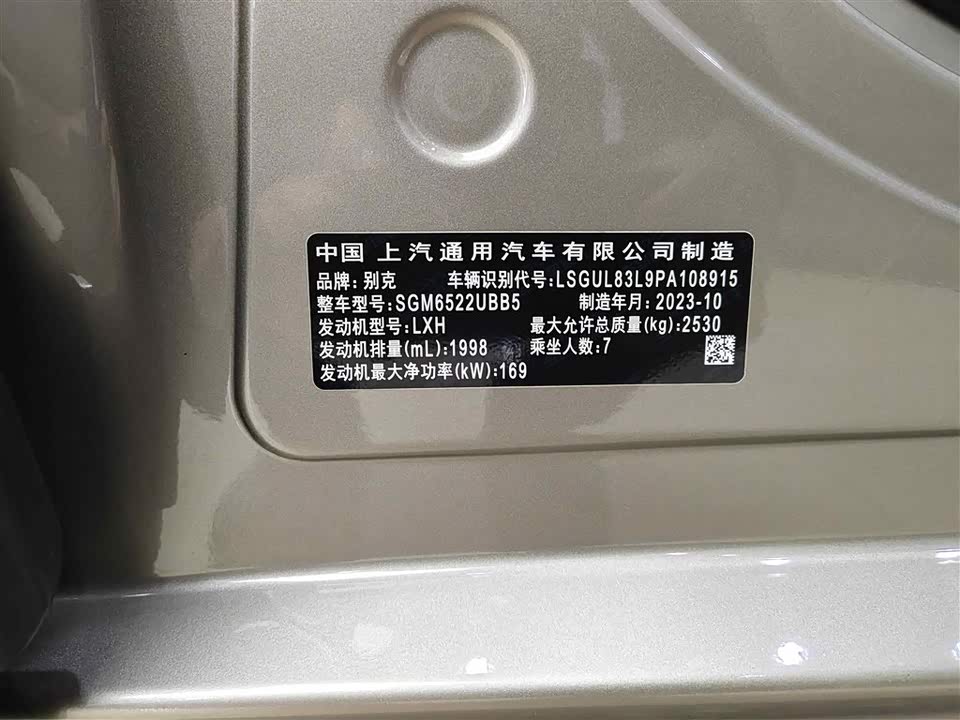 中国 上汽通用汽车有限公司制造
品牌:别克 车辆识别代号:LSGUL83L9PA108915
整车型号:SGM6522UBB5 制造年月:2023-10
发动机型号:LXH 最大允许总质量(kg):2530
发动机排量(mL):1998 乘坐人数:7
发动机最大净功率(kW):169